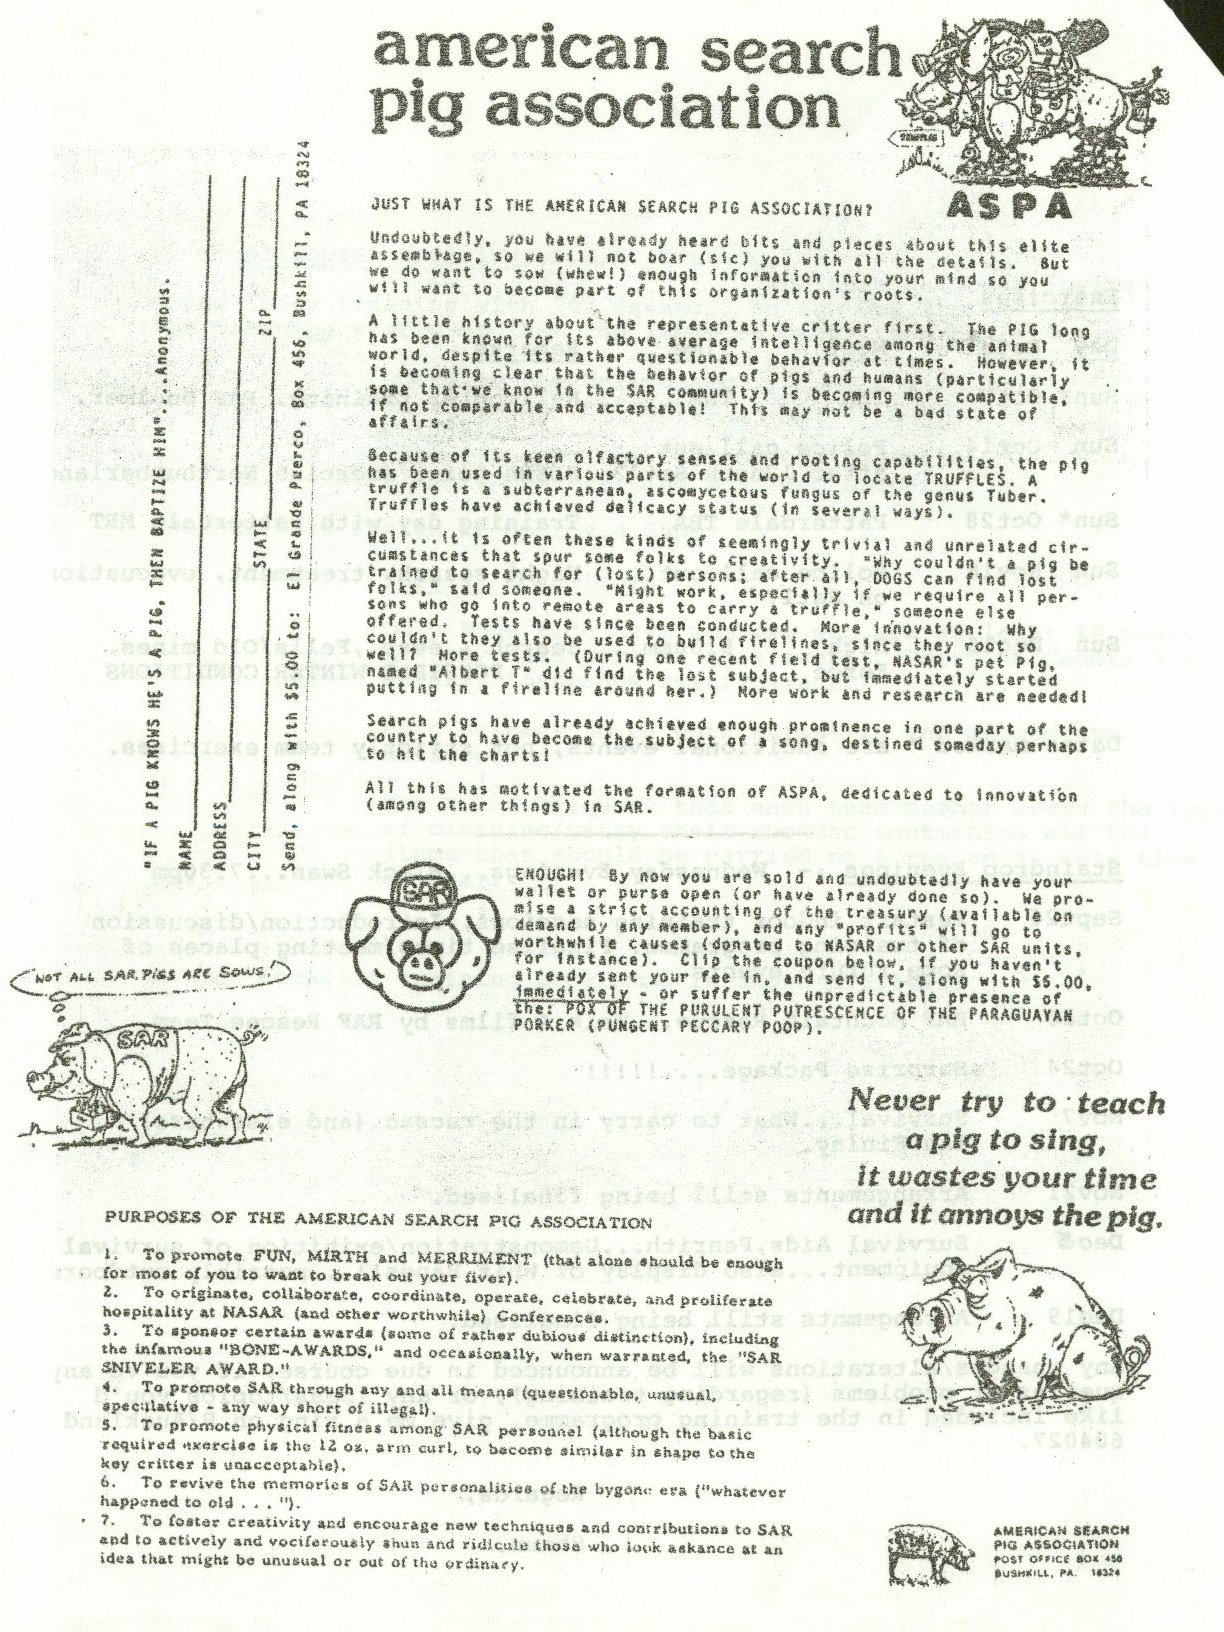 american search
pig association
TRUFFLES
ASPA
JUST WHAT IS THE AMERICAN SEARCH PIG ASSOCIATION?
Undoubtedly, you have already heard bits and pieces about this elite
assemblage, so we will not boar (sic) you with all the details. But
we do want to sow (whew!) enough information into your mind so you
will want to become part of this organization's roots.
A little history about the representative critter first. The PIG long
has been known for its above average intelligence among the animal
world, despite its rather questionable behavior at times. However, it
is becoming clear that the behavior of pigs and humans (particularly
some that we know in the SAR community) is becoming more compatible,
if not comparable and acceptable! This may not be a bad state of
affairs.
Because of its keen olfactory senses and rooting capabilities, the pig
has been used in various parts of the world to locate TRUFFLES. A
truffle is a subterranean, ascomycetous fungus of the genus Tuber.
Truffles have achieved delicacy status (in several ways).
Well...it is often these kinds of seemingly trivial and unrelated cir-
cumstances that spur some folks to creativity. "Why couldn't a pig be
trained to search for (lost) persons; after all, DOGS can find lost
folks," said someone. "Might work, especially if we require all per-
sons who go into remote areas to carry a truffle," someone else
offered. Tests have since been conducted. More innovation: Why
couldn't they also be used to build firelines, since they root so
well? More tests. (During one recent field test, NASAR's pet Pig,
named "Albert T" did find the lost subject, but immediately started
putting in a fireline around her.) More work and research are needed!
Search pigs have already achieved enough prominence in one part of the
country to have become the subject of a song, destined someday perhaps
to hit the charts!
All this has motivated the formation of ASPA, dedicated to innovation
(among other things) in SAR.
"IF A PIG KNOWS HE'S A PIG, THEN BAPTIZE HIM"...Anonymous.
NAME
ADDRESS
CITY STATE ZIP
Send, along with $5.00 to: El Grande Puerco, Box 456, Bushkill, PA 18324
SAR
ENOUGH! By now you are sold and undoubtedly have your
wallet or purse open (or have already done so). We pro-
mise a strict accounting of the treasury (available on
demand by any member), and any "profits" will go to
worthwhile causes (donated to NASAR or other SAR units,
for instance). Clip the coupon below, if you haven't
already sent your fee in, and send it, along with $5.00,
immediately - or suffer the unpredictable presence of
the: POX OF THE PURULENT PUTRESCENCE OF THE PARAGUAYAN
PORKER (PUNGENT PECCARY POOP).
NOT ALL SAR PIGS ARE SOWS!
SAR
Never try to teach
a pig to sing,
it wastes your time
and it annoys the pig.
PURPOSES OF THE AMERICAN SEARCH PIG ASSOCIATION
1. To promote FUN, MIRTH and MERRIMENT (that alone should be enough
for most of you to want to break out your fiver).
2. To originate, collaborate, coordinate, operate, celebrate, and proliferate
hospitality at NASAR (and other worthwhile) Conferences.
3. To sponsor certain awards (some of rather dubious distinction), including
the infamous "BONE-AWARDS," and occasionally, when warranted, the "SAR
SNIVELER AWARD."
4. To promote SAR through any and all means (questionable, unusual,
speculative - any way short of illegal).
5. To promote physical fitness among SAR personnel (although the basic
required exercise is the 12 oz. arm curl, to become similar in shape to the
key critter is unacceptable).
6. To revive the memories of SAR personalities of the bygone era ("whatever
happened to old . . . ").
7. To foster creativity and encourage new techniques and contributions to SAR
and to actively and vociferously shun and ridicule those who look askance at an
idea that might be unusual or out of the ordinary.
AMERICAN SEARCH
PIG ASSOCIATION
POST OFFICE BOX 456
BUSHKILL, PA. 18324